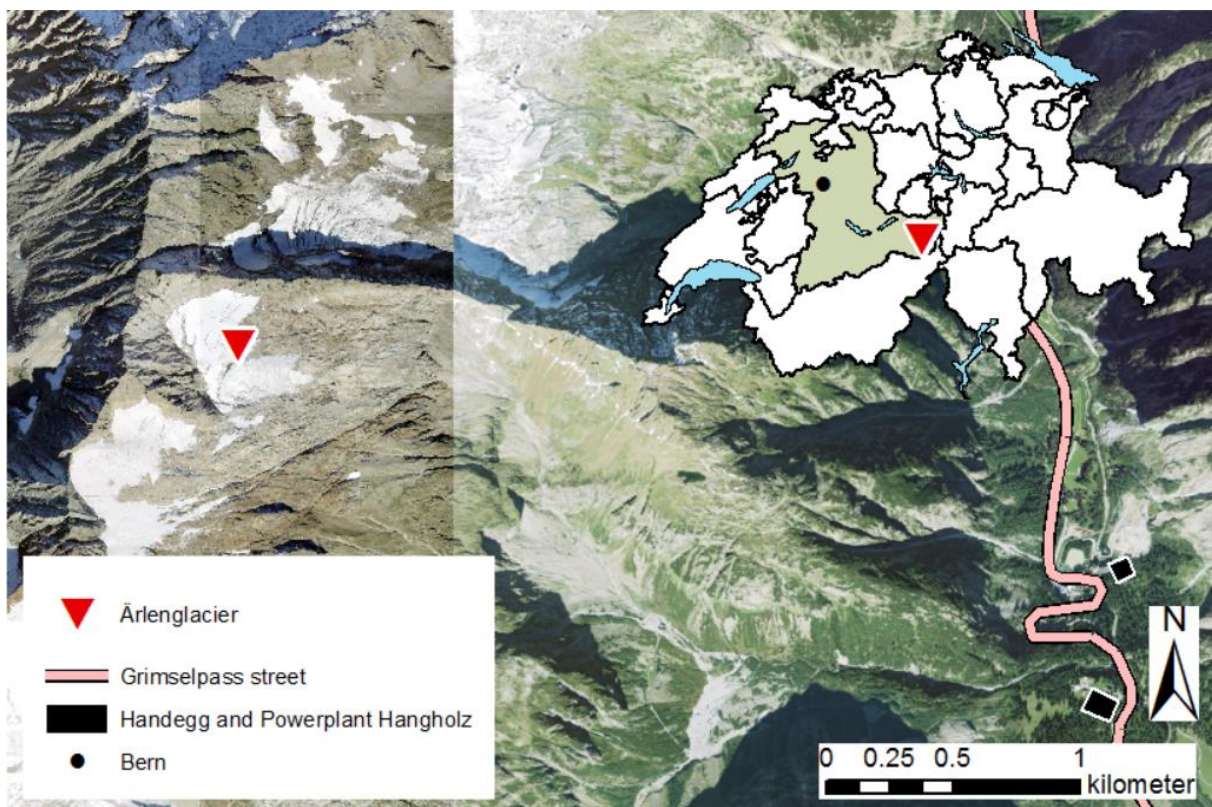 Ärlenglacier
Grimselpass street
Handegg and Powerplant Hangholz
Bern
N
0 0.25 0.5 1
kilometer